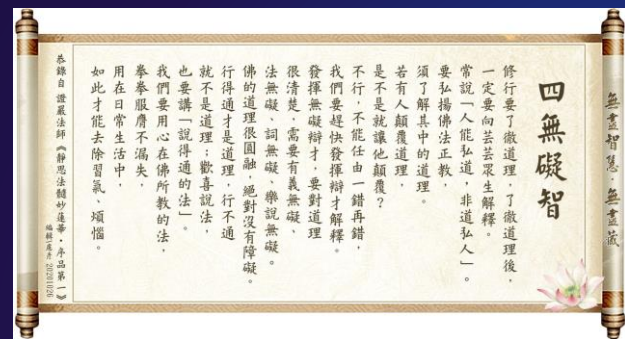 無量智慧·無量藏
四無礙智
修行要了徹道理，了徹道理後，
一定要向芸芸眾生解釋。
常說「人能弘道，非道弘人」。
要弘揚佛法正教，
須了解其中的道理。
若有人顛覆道理，
是不是就讓他顛覆？
不行，不能任由一錯再錯，
我們要趕快發揮辯才解釋。
發揮無礙辯才，要對道理
很清楚，需要有義無礙、
法無礙、詞無礙、樂說無礙。
佛的道理很圓融，絕對沒有障礙。
行得通才是道理，行不通
就不是道理；歡喜說法，
也要講「說得通的法」。
我們要用心在佛所教的法，
拳拳服膺不漏失，
用在日常生活中，
如此才能去除習氣、煩惱。
恭錄自 證嚴法師《靜思法髓妙蓮華·序品第一》
20201026